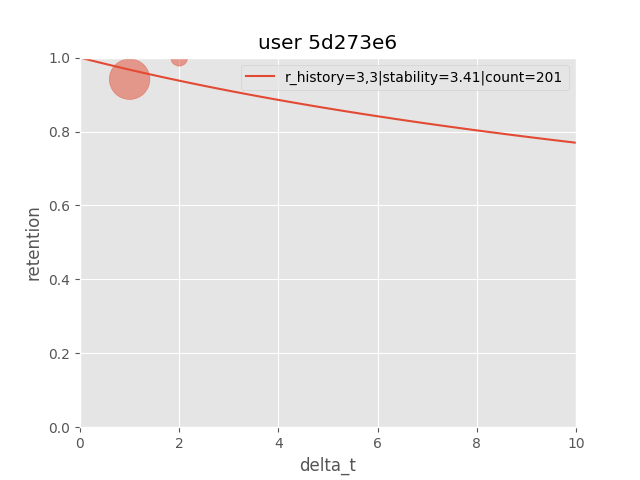 user 5d273e6
r_history=3,3|stability=3.41|count=201
retention
1.0
0.8
0.6
0.4
0.2
0.0
0 2 4 6 8 10
delta_t